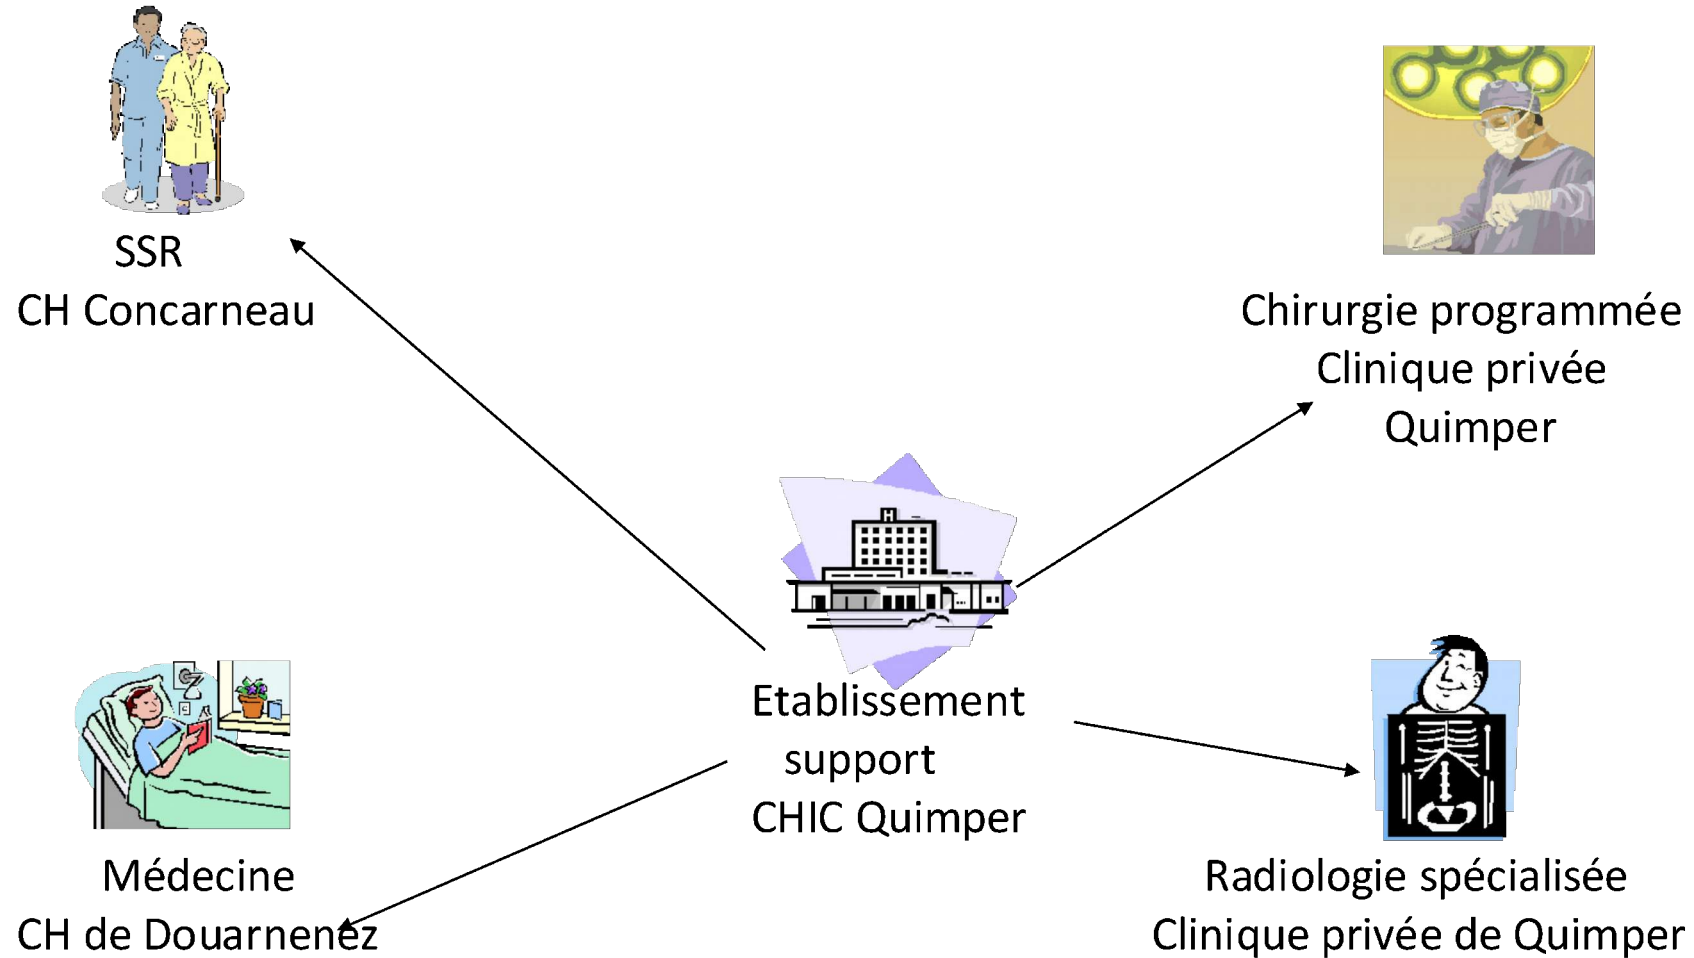 SSR
CH Concarneau
Chirurgie programmée
Clinique privée
Quimper
H
Etablissement
support
CHIC Quimper
Médecine
CH de Douarnenez
Radiologie spécialisée
Clinique privée de Quimper